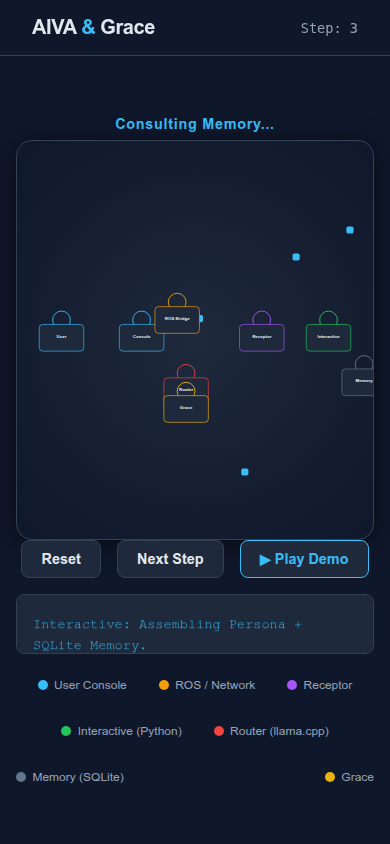 AIVA & Grace
Step: 3
Consulting Memory...
ROS Bridge
User
Console
Receptor
Interactive
Memory
Router
Grace
Reset
Next Step
▶ Play Demo
Interactive: Assembling Persona +
SQLite Memory.
User Console
ROS / Network
Receptor
Interactive (Python)
Router (llama.cpp)
Memory (SQLite)
Grace